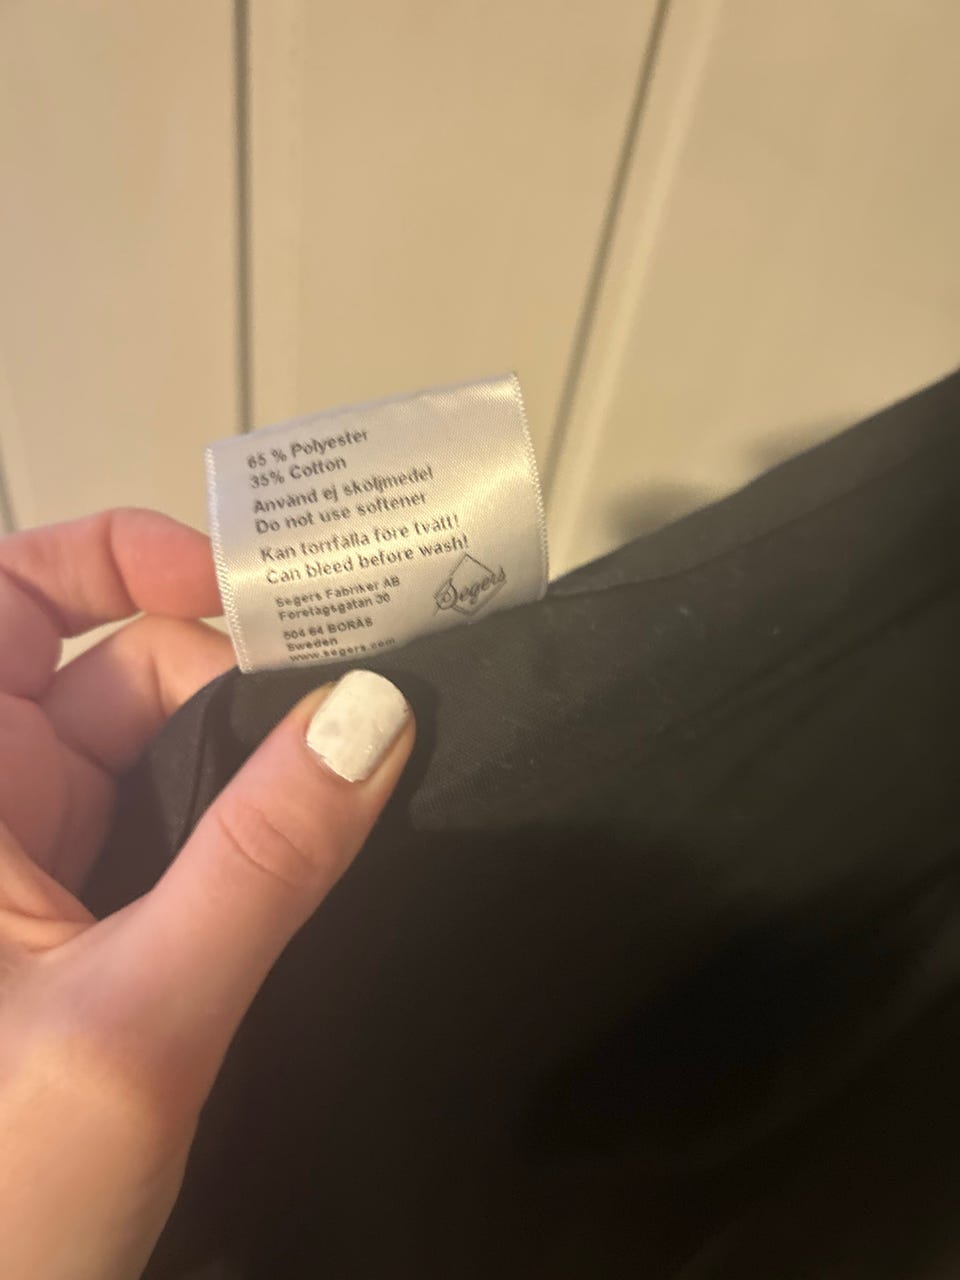 65 % Polyester
35% Cotton
Använd ej sköljmedel
Do not use softener
Kan torrfälla före tvätt!
Can bleed before wash!
Segers Fabriker AB
Företagsgatan 30
504 64 BORÅS
Sweden
www.segers.com
Segers